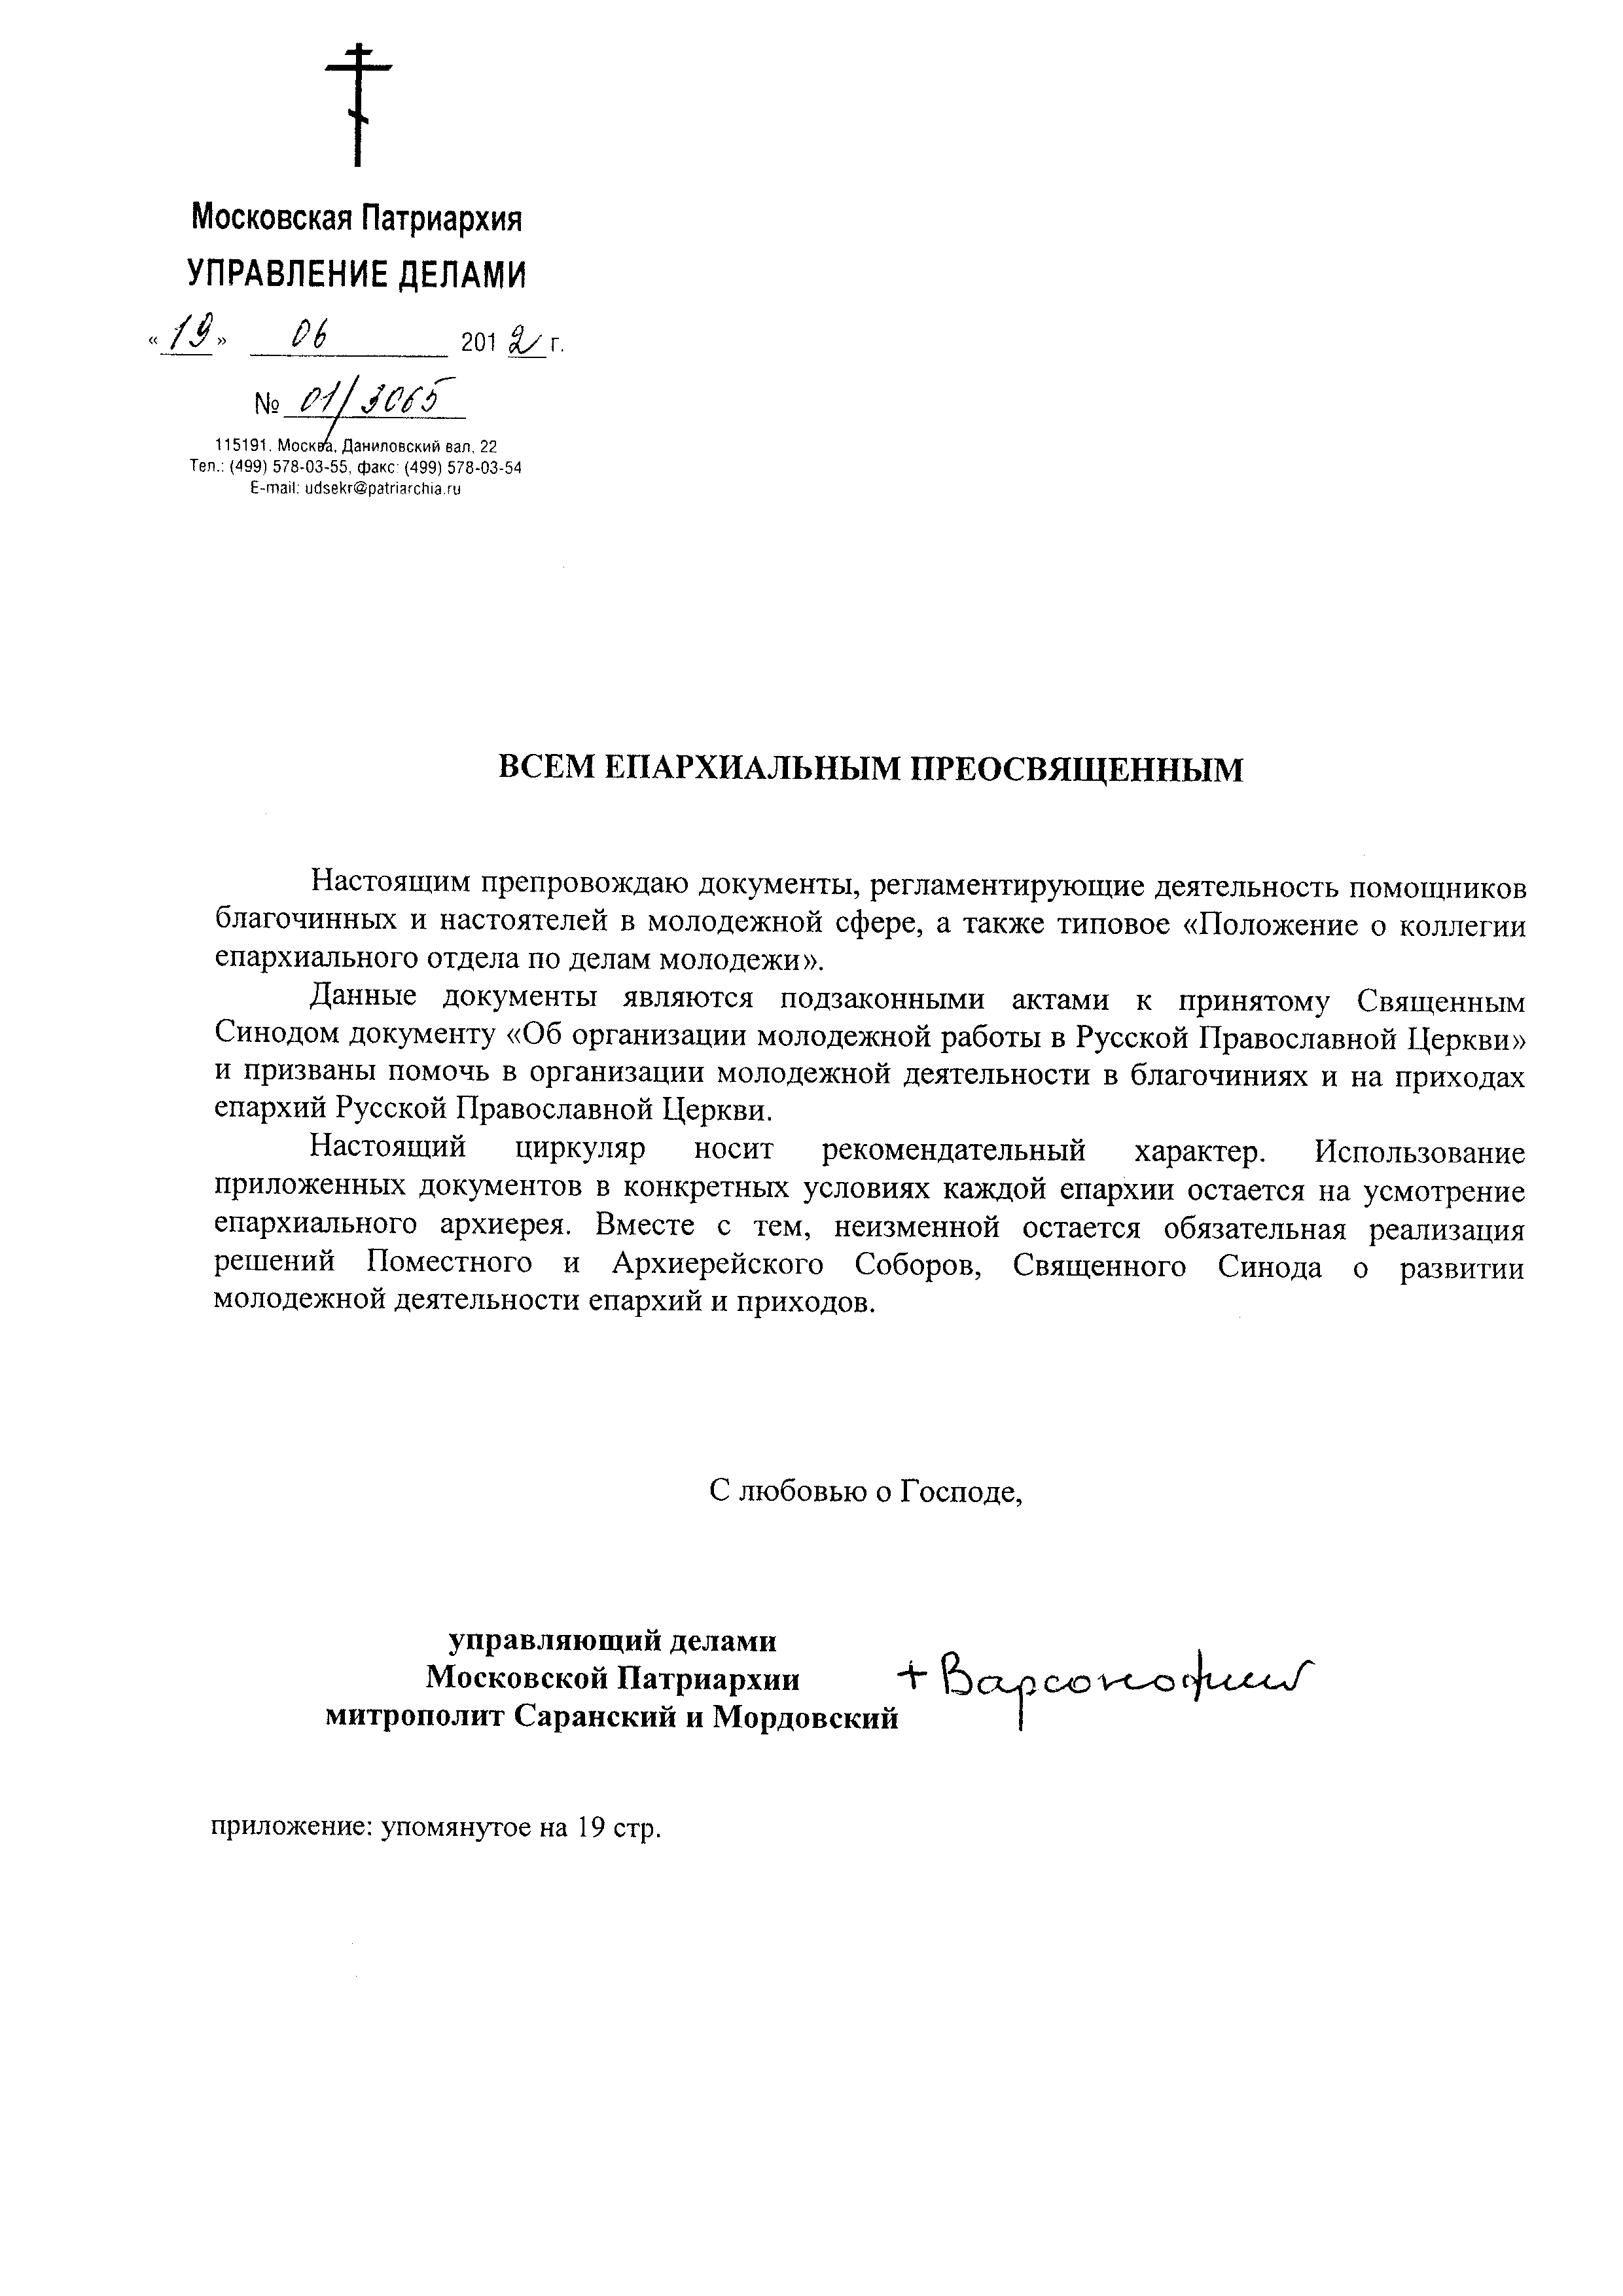 Московская Патриархия
УПРАВЛЕНИЕ ДЕЛАМИ
«19» 06 2012 г.
№ 01/3065
115191, Москва, Даниловский вал, 22
Тел.: (499) 578-03-55, факс: (499) 578-03-54
E-mail: udsekr@patriarchia.ru
ВСЕМ ЕПАРХИАЛЬНЫМ ПРЕОСВЯЩЕННЫМ
Настоящим препровождаю документы, регламентирующие деятельность помощников
благочинных и настоятелей в молодежной сфере, а также типовое «Положение о коллегии
епархиального отдела по делам молодежи».
Данные документы являются подзаконными актами к принятому Священным
Синодом документу «Об организации молодежной работы в Русской Православной Церкви»
и призваны помочь в организации молодежной деятельности в благочиниях и на приходах
епархий Русской Православной Церкви.
Настоящий циркуляр носит рекомендательный характер. Использование
приложенных документов в конкретных условиях каждой епархии остается на усмотрение
епархиального архиерея. Вместе с тем, неизменной остается обязательная реализация
решений Поместного и Архиерейского Соборов, Священного Синода о развитии
молодежной деятельности епархий и приходов.
С любовью о Господе,
управляющий делами
Московской Патриархии + Варсонофий
митрополит Саранский и Мордовский
приложение: упомянутое на 19 стр.